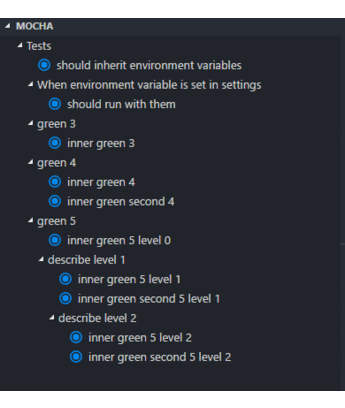 MOCHA
Tests
should inherit environment variables
When environment variable is set in settings
should run with them
green 3
inner green 3
green 4
inner green 4
inner green second 4
green 5
inner green 5 level 0
describe level 1
inner green 5 level 1
inner green second 5 level 1
describe level 2
inner green 5 level 2
inner green second 5 level 2